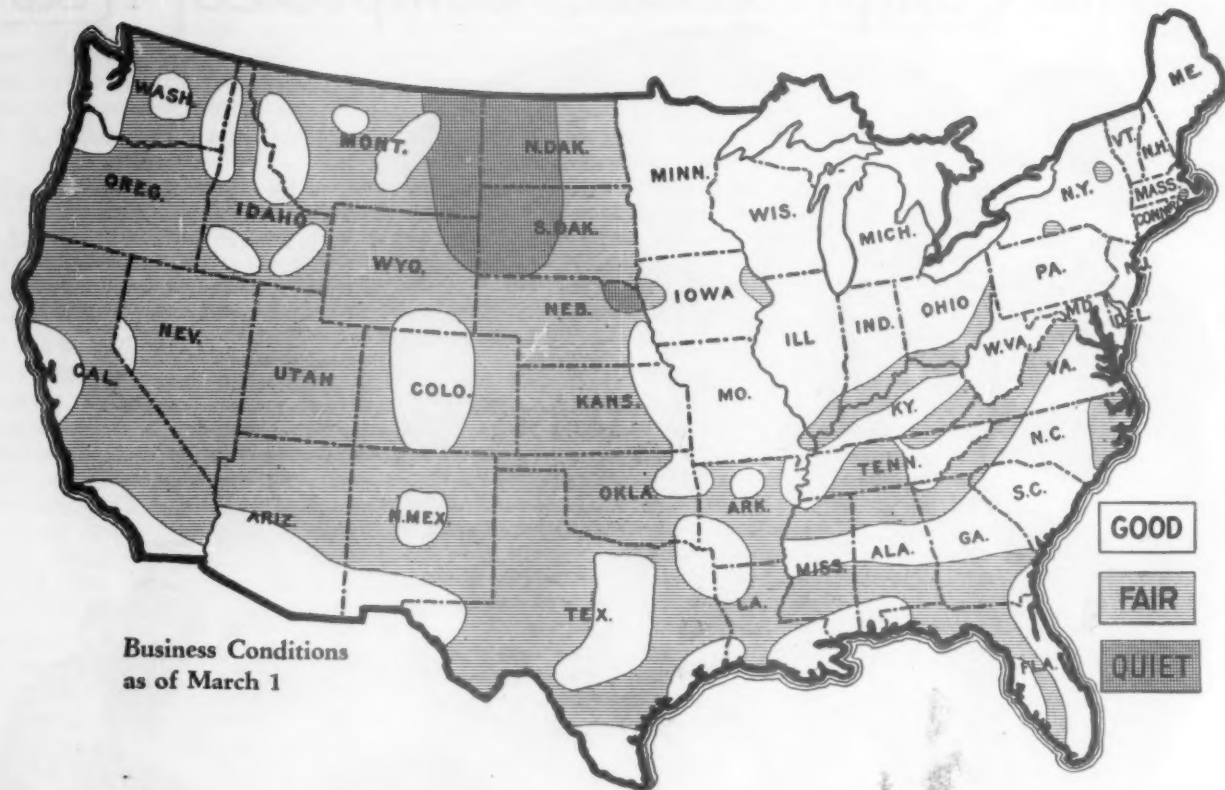 WASH.
ME.
MONT.
N.DAK.
MINN.
VT.
N.H.
OREG.
IDAHO
S.DAK.
WIS.
MICH.
N.Y.
MASS.
CONN.
WYO.
IOWA
PA.
N.J.
NEB.
OHIO
NEV.
UTAH
COLO.
ILL
IND.
W.VA.
MD.
DEL.
CAL.
KANS.
MO.
KY.
VA.
ARIZ.
N.MEX.
OKLA.
ARK.
TENN.
N.C.
S.C.
TEX.
LA.
MISS.
ALA.
GA.
FLA.
Business Conditions
as of March 1
GOOD
FAIR
QUIET